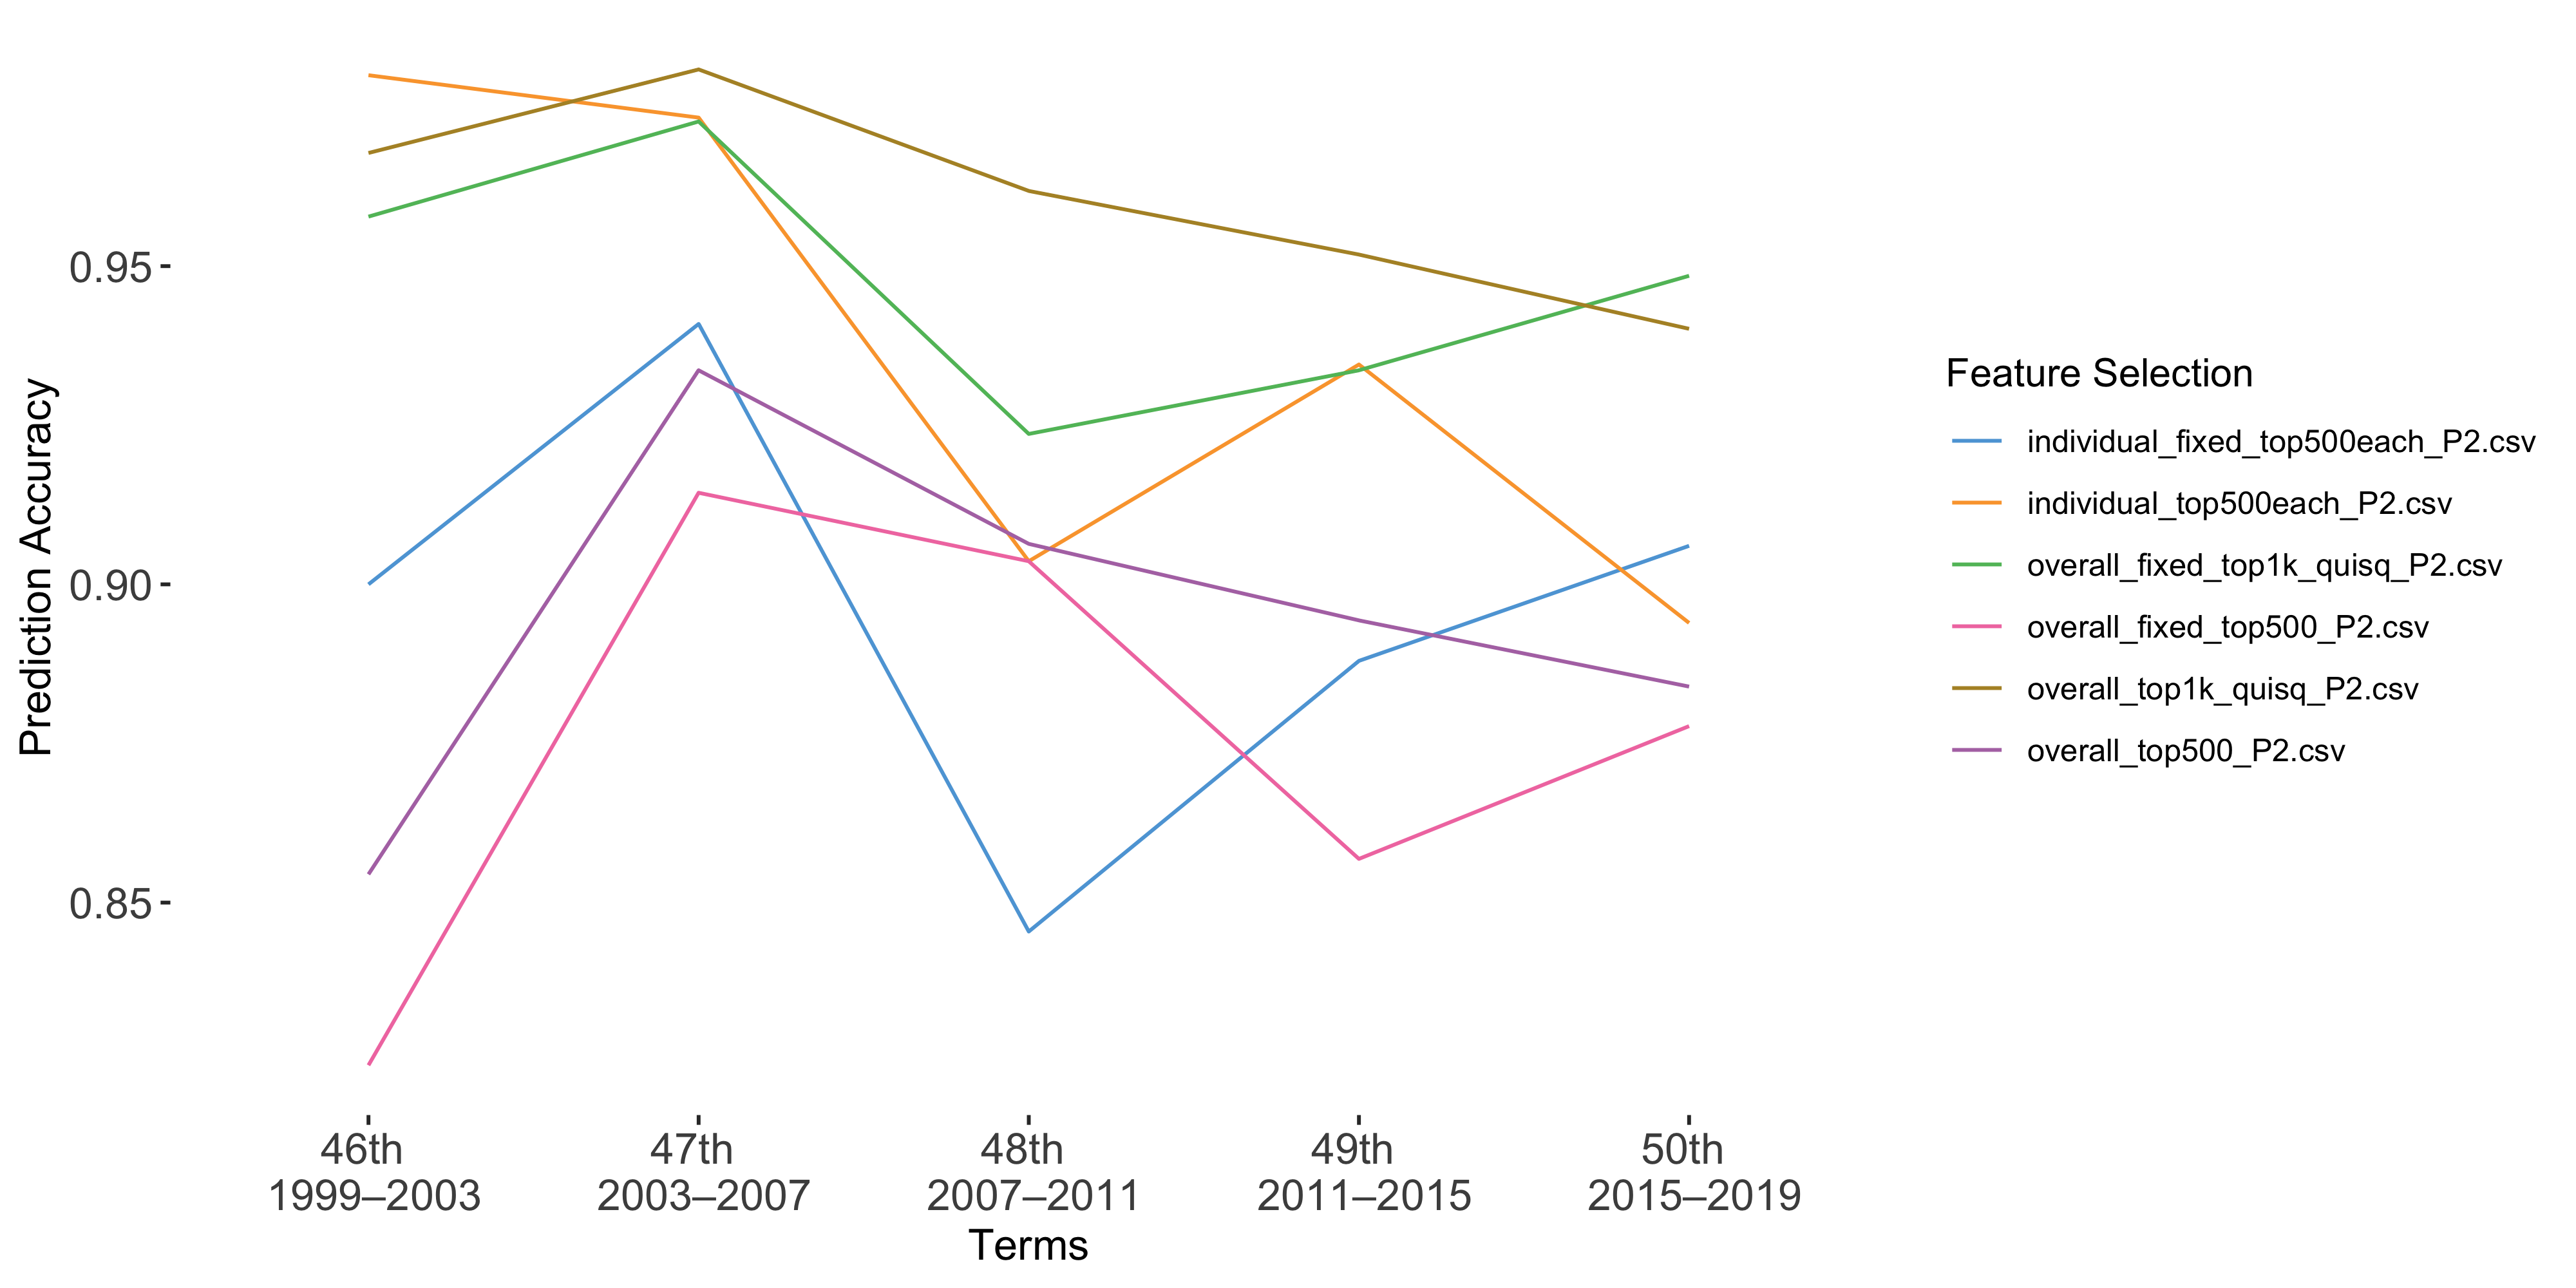 Prediction Accuracy
0.95
0.90
0.85
46th
1999–2003
47th
2003–2007
48th
2007–2011
49th
2011–2015
50th
2015–2019
Terms
Feature Selection
individual_fixed_top500each_P2.csv
individual_top500each_P2.csv
overall_fixed_top1k_quisq_P2.csv
overall_fixed_top500_P2.csv
overall_top1k_quisq_P2.csv
overall_top500_P2.csv